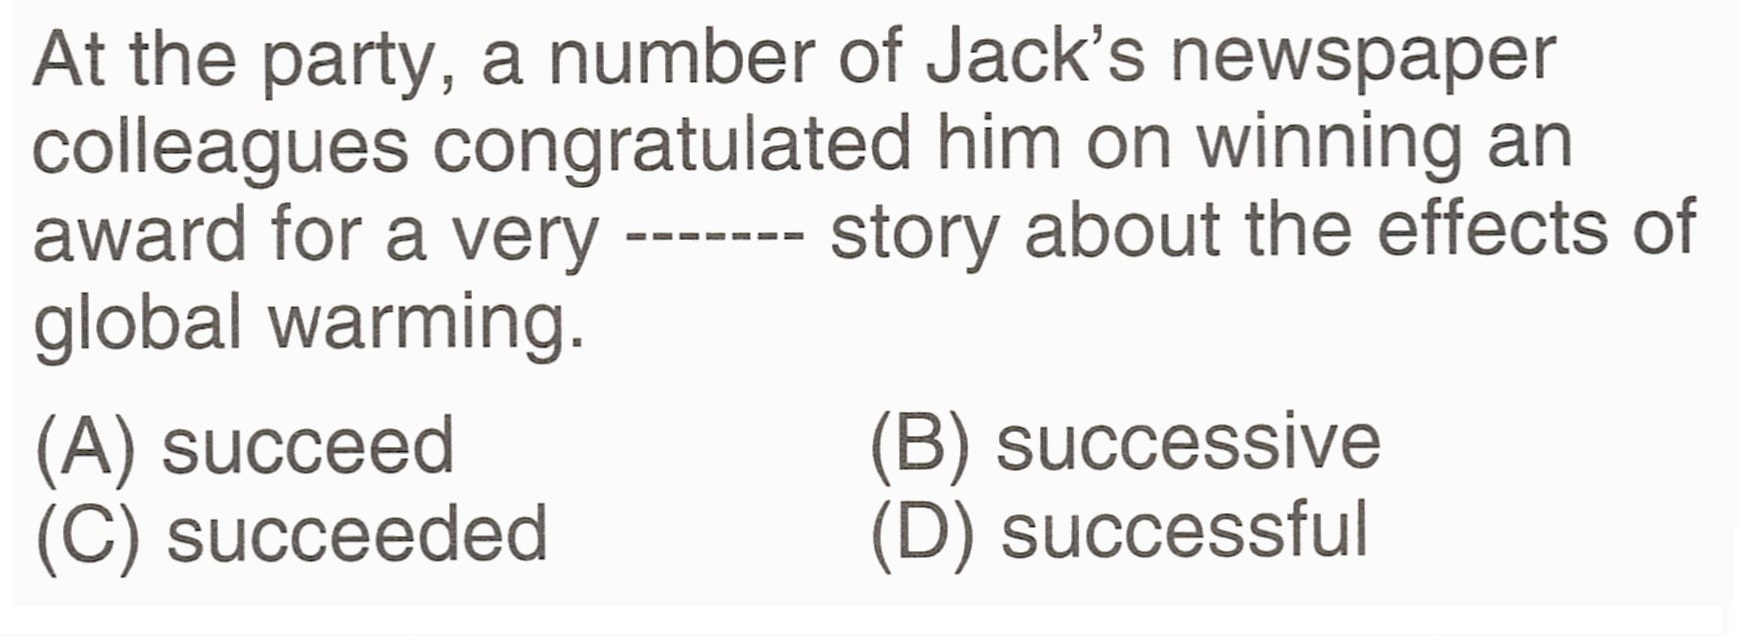 At the party, a number of Jack's newspaper
colleagues congratulated him on winning an
award for a very ------- story about the effects of
global warming.
(A) succeed (B) successive
(C) succeeded (D) successful